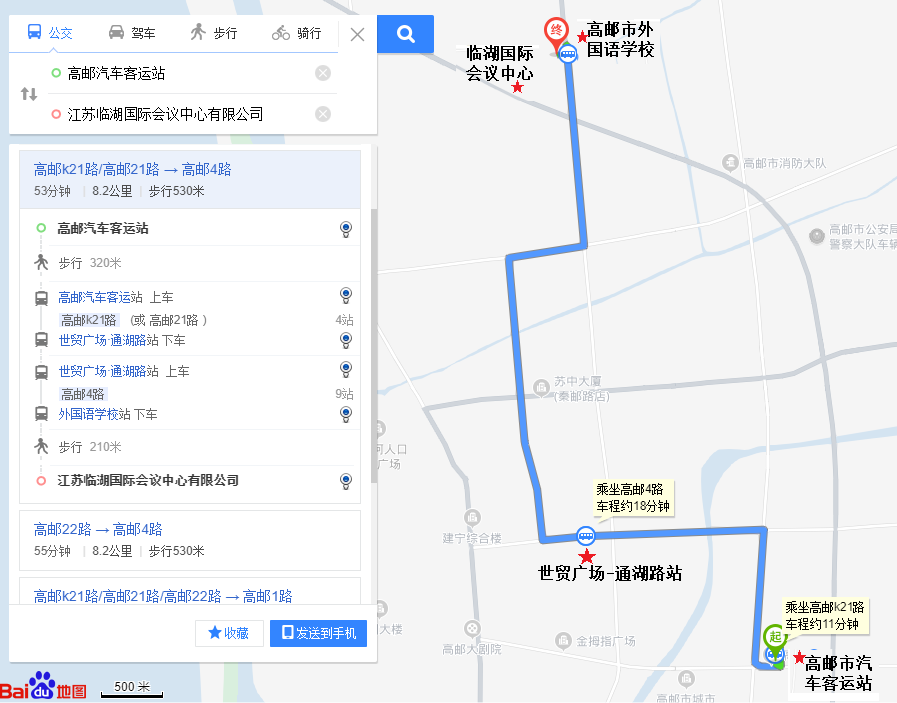 公交
驾车
步行
骑行
高邮汽车客运站
江苏临湖国际会议中心有限公司
高邮k21路/高邮21路 → 高邮4路
53分钟 | 8.2公里 | 步行530米
高邮汽车客运站
步行 320米
高邮汽车客运站 上车
高邮k21路 （或 高邮21路 ） 4站
世贸广场·通湖路站 下车
世贸广场·通湖路站 上车
高邮4路 9站
外国语学校站 下车
步行 210米
江苏临湖国际会议中心有限公司
高邮22路 → 高邮4路
55分钟 | 8.2公里 | 步行530米
高邮k21路/高邮21路/高邮22路 → 高邮1路
收藏
发送到手机
Bai du 地图
500 米
终
高邮市外
国语学校
临湖国际
会议中心
高邮市消防大队
高邮市公安局
警察大队车辆
苏中大厦
(秦邮路店)
河人口
广场
乘坐高邮4路
车程约18分钟
建宁综合楼
世贸广场-通湖路站
乘坐高邮k21路
车程约11分钟
大楼
起
金拇指广场
高邮大剧院
高邮市汽
车客运站
高邮市城市